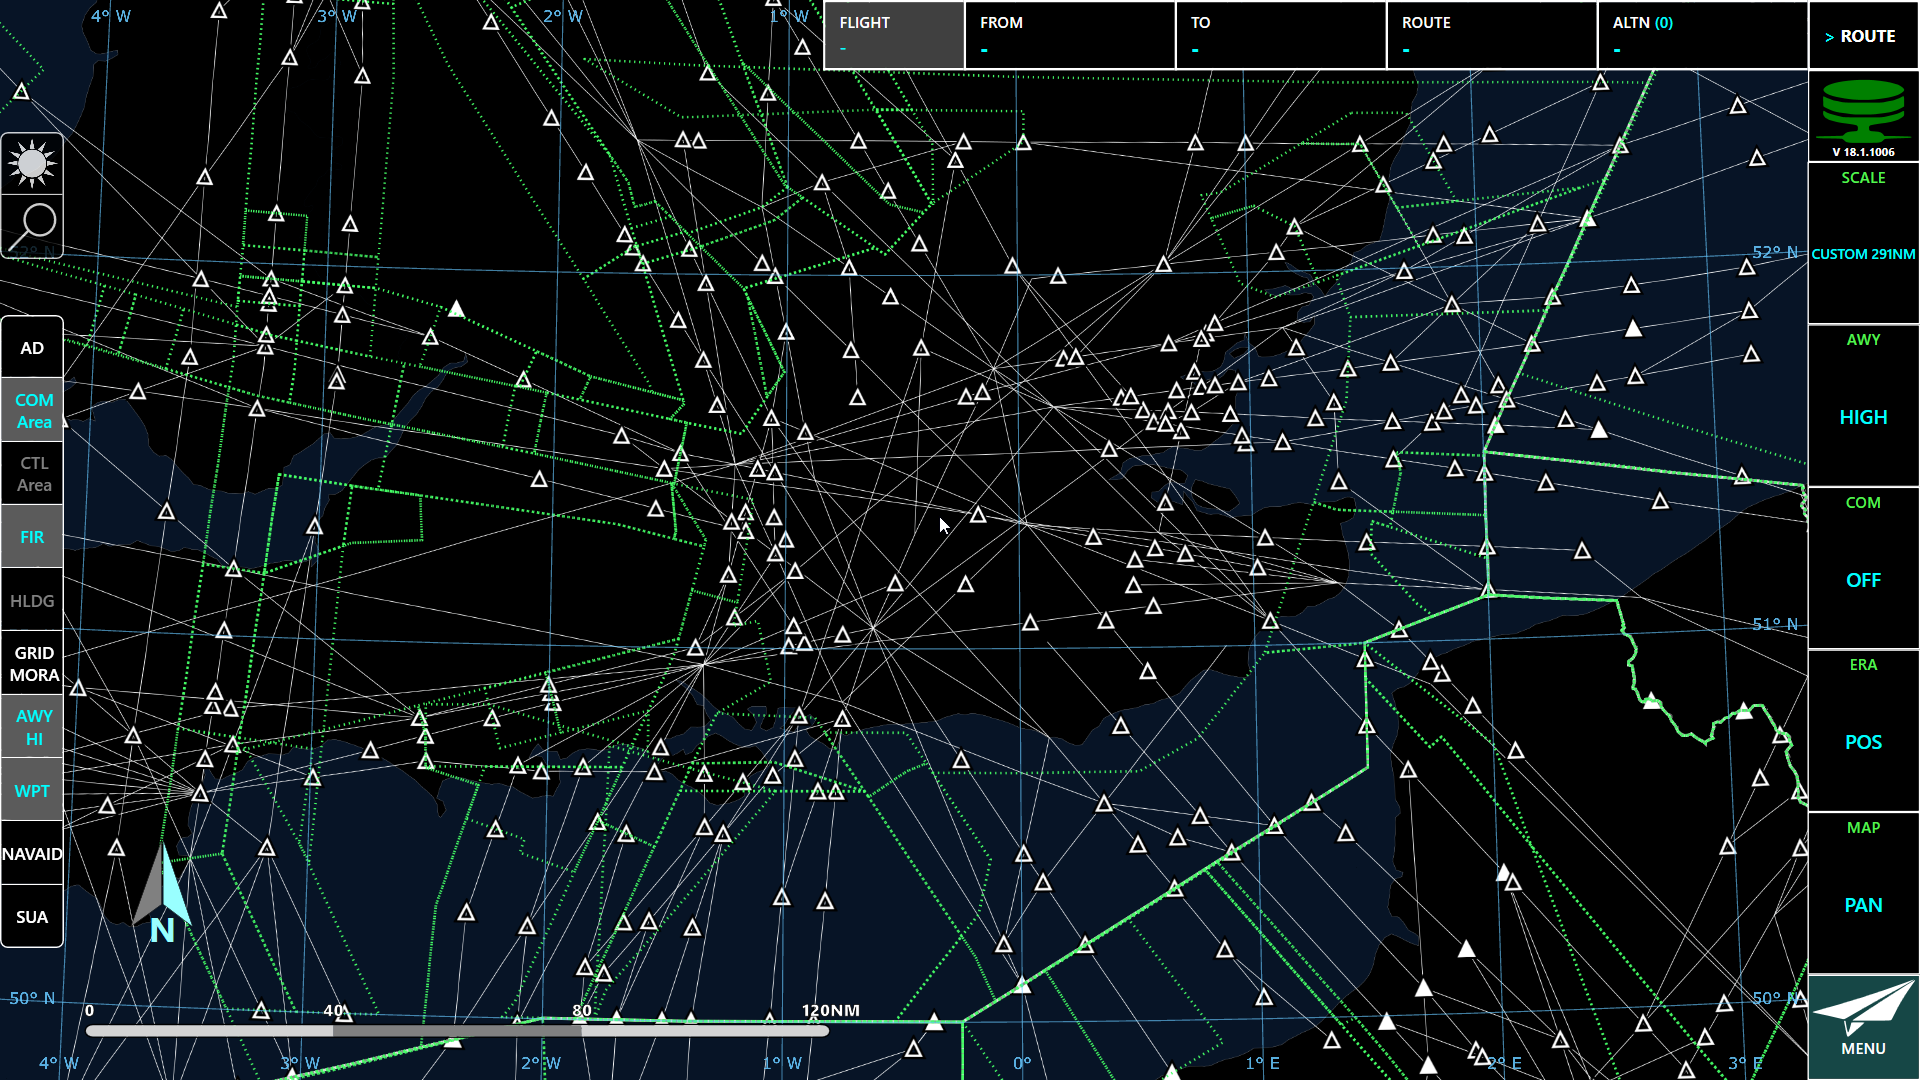 4° W
3° W
2° W
1° W
FLIGHT
-
FROM
-
TO
-
ROUTE
-
ALTN (0)
-
> ROUTE
V 18.1.1006
SCALE
CUSTOM 291NM
AWY
HIGH
COM
OFF
ERA
POS
MAP
PAN
MENU
52° N
52° N
AD
COM
Area
CTL
Area
FIR
HLDG
GRID
MORA
AWY
HI
WPT
NAVAID
SUA
51° N
N
50° N
50° N
0
40
80
120NM
4° W
3° W
2° W
1° W
0°
1° E
2° E
3° E